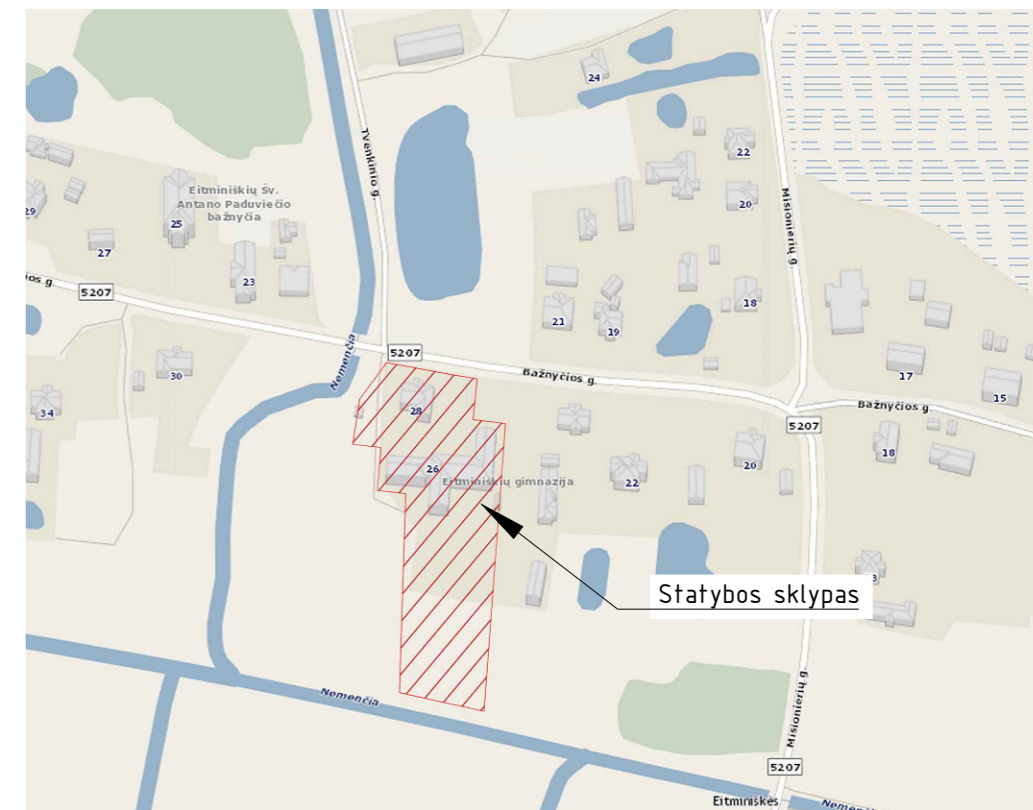 24
Tvenkinio g.
22
20
Eitminiškių Šv.
Antano Paduviečio
bažnyčia
29
25
27
23
Misionierių g.
18
5207
21
19
Nemenčia
5207
Bažnyčios g.
17
15
30
34
28
Bažnyčios g.
5207
18
26
Eitminiškių gimnazija
22
20
Statybos sklypas
Nemenčia
Misionierių g.
5207
Eitminiškės